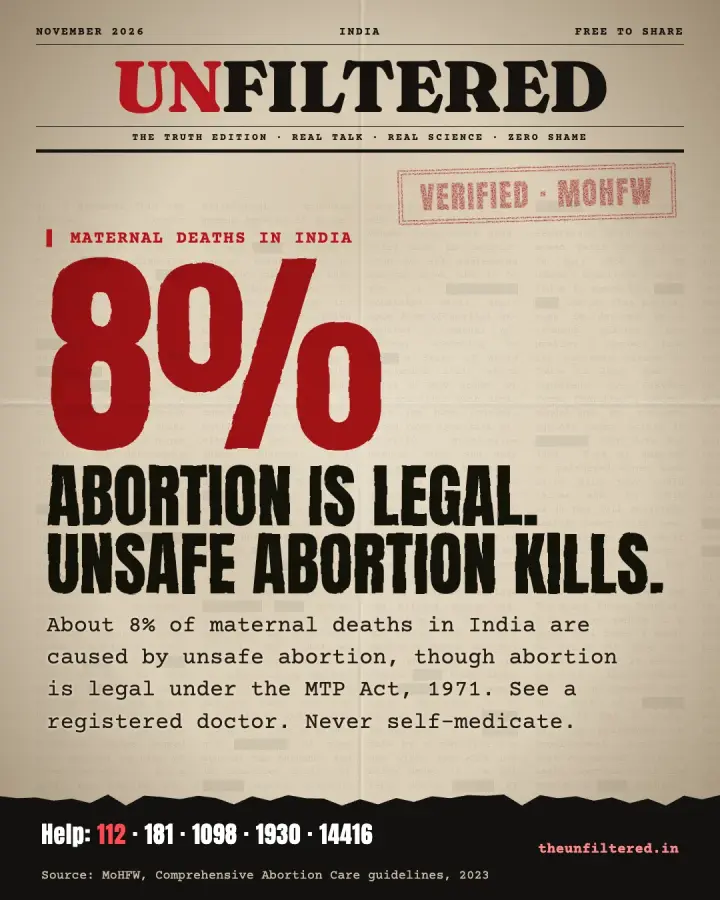 NOVEMBER 2026 INDIA FREE TO SHARE
UNFILTERED
THE TRUTH EDITION · REAL TALK · REAL SCIENCE · ZERO SHAME
VERIFIED · MOHFW
MATERNAL DEATHS IN INDIA
8%
ABORTION IS LEGAL.
UNSAFE ABORTION KILLS.
About 8% of maternal deaths in India are
caused by unsafe abortion, though abortion
is legal under the MTP Act, 1971. See a
registered doctor. Never self-medicate.
Help: 112 · 181 · 1098 · 1930 · 14416
theunfiltered.in
Source: MoHFW, Comprehensive Abortion Care guidelines, 2023